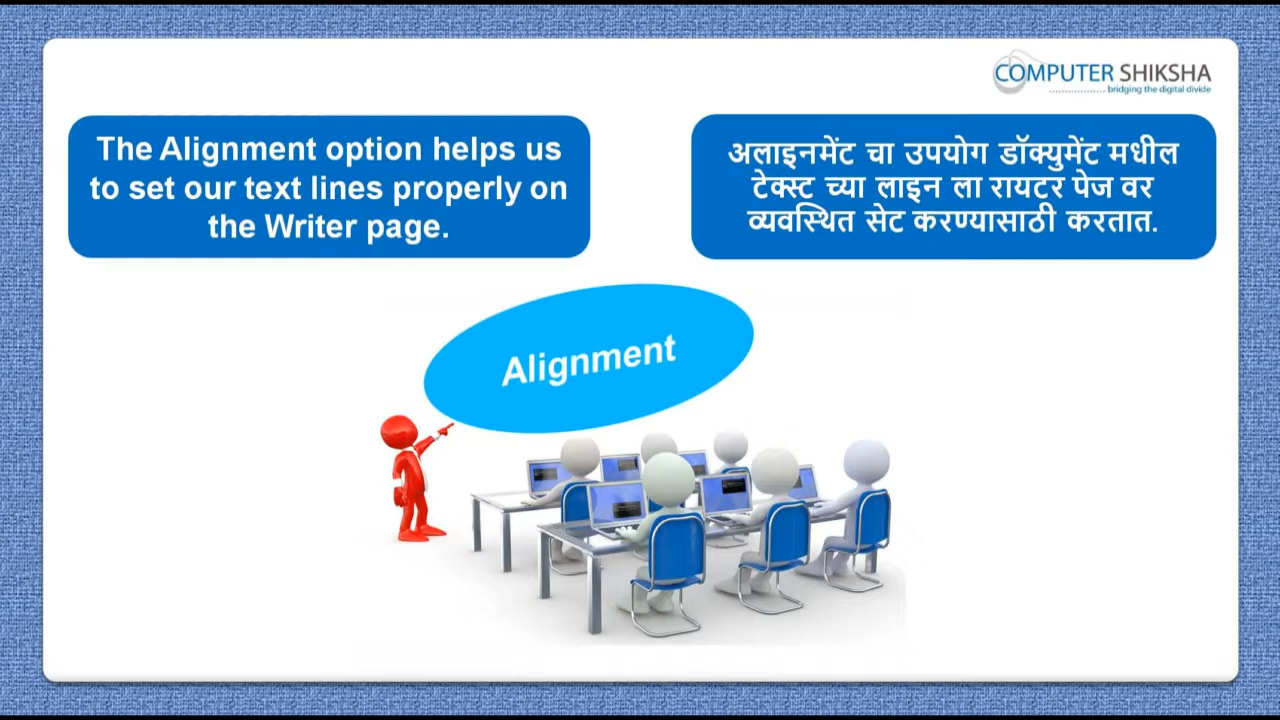 COMPUTER SHIKSHA
bridging the digital divide
The Alignment option helps us
to set our text lines properly on
the Writer page.
अलाइनमेंट चा उपयोग डॉक्युमेंट मधील
टेक्स्ट च्या लाइन ला रायटर पेज वर
व्यवस्थित सेट करण्यासाठी करतात.
Alignment